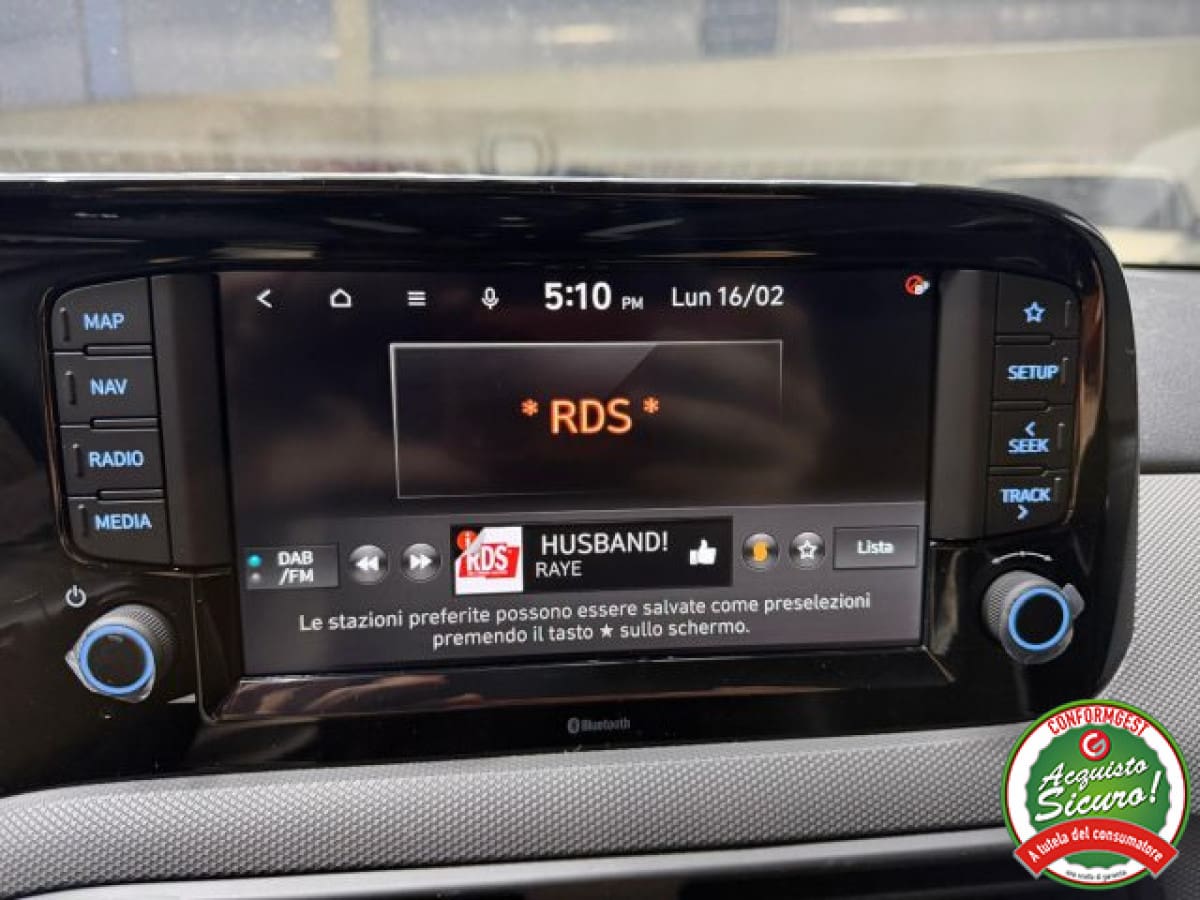 5:10 PM Lun 16/02
MAP
NAV
RADIO
MEDIA
* RDS *
☆
SETUP
<
SEEK
TRACK
>
DAB
/FM
RDS
HUSBAND!
RAYE
Lista
Le stazioni preferite possono essere salvate come preselezioni
premendo il tasto ★ sullo schermo.
Bluetooth
CONFORMGEST
Acquisto
Sicuro!
A tutela del consumatore